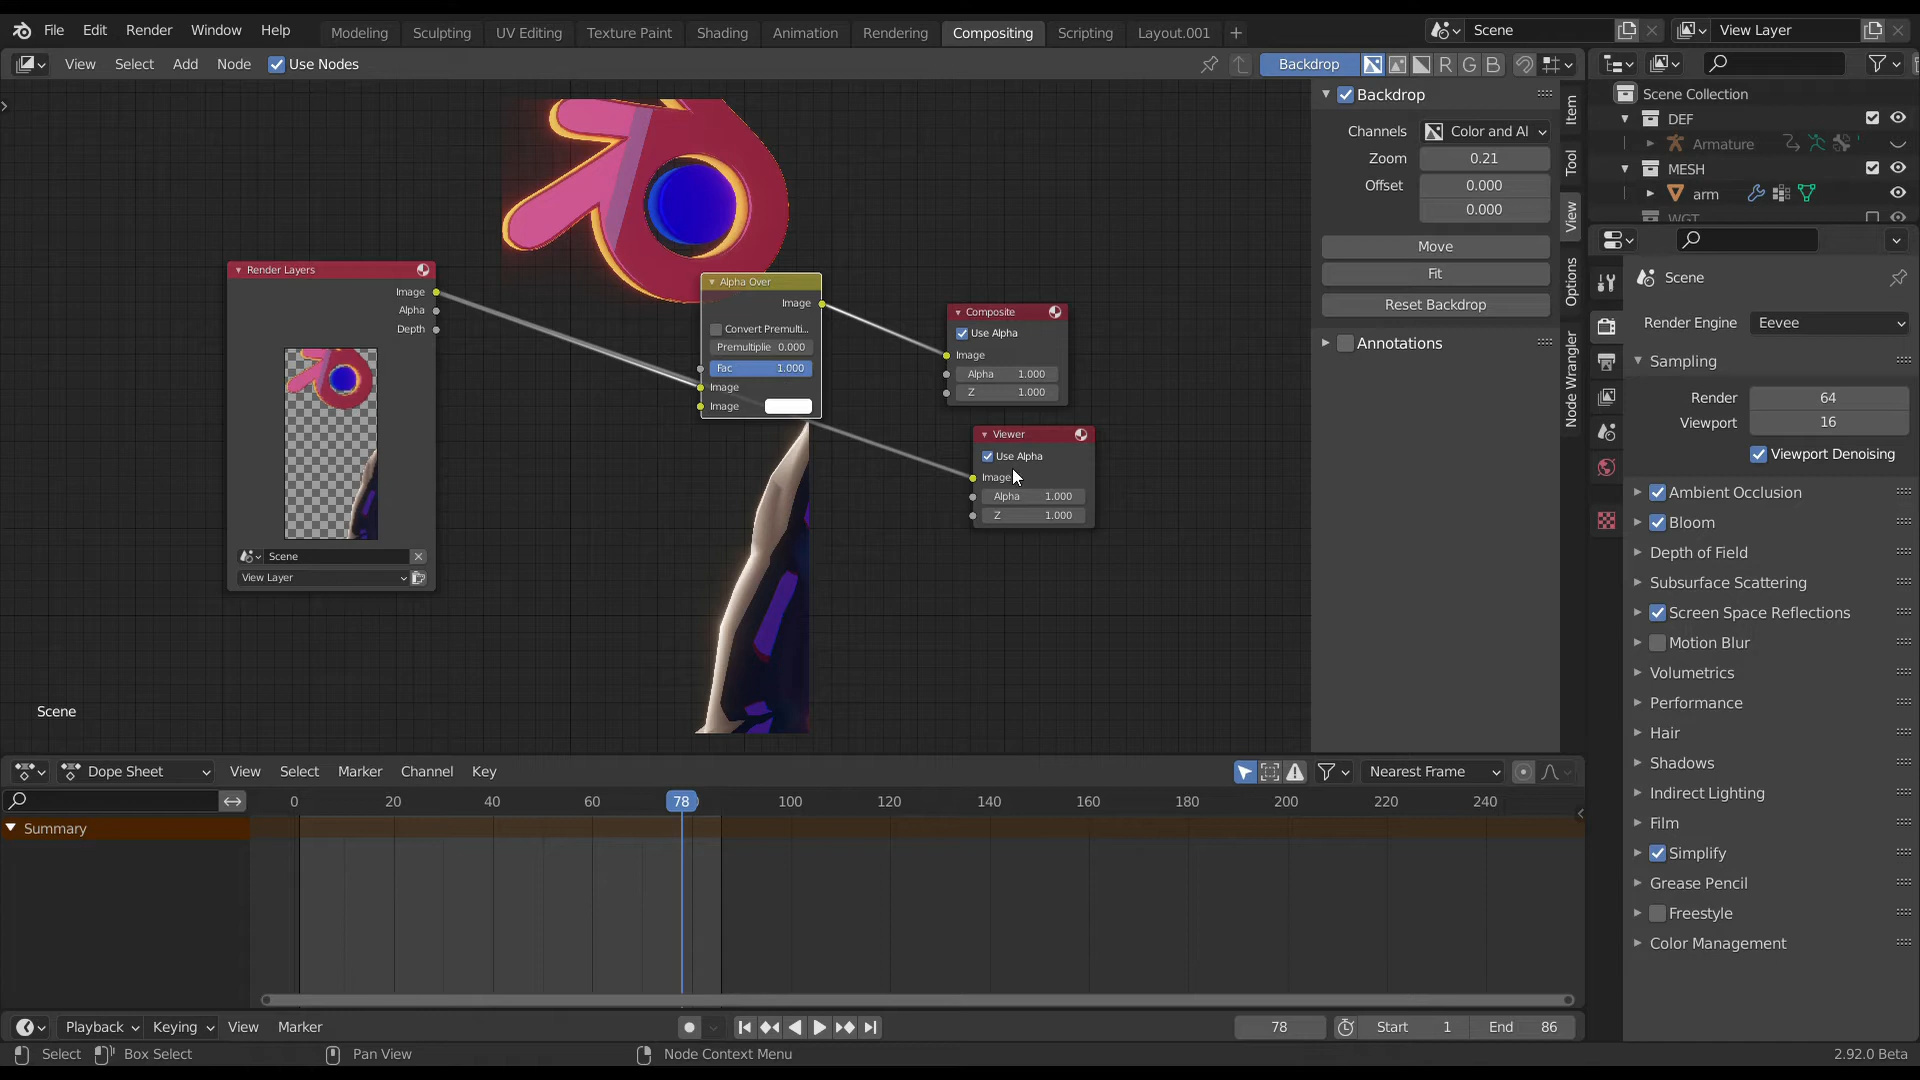 File Edit Render Window Help Modeling Sculpting UV Editing Texture Paint Shading Animation Rendering Compositing Scripting Layout.001 Scene View Layer
View Select Add Node Use Nodes Backdrop R G B
Backdrop
Channels Color and Al
Zoom 0.21
Offset 0.000
0.000
Move
Fit
Reset Backdrop
Annotations
Item
Tool
View
Options
Node Wrangler
Scene Collection
DEF
Armature
MESH
arm
WGT
Render Layers
Image
Alpha
Depth
Scene
View Layer
Alpha Over
Image
Convert Premulti...
Premultiplie 0.000
Fac 1.000
Image
Image
Composite
Use Alpha
Image
Alpha 1.000
Z 1.000
Viewer
Use Alpha
Image
Alpha 1.000
Z 1.000
Scene
Scene
Render Engine Eevee
Sampling
Render 64
Viewport 16
Viewport Denoising
Ambient Occlusion
Bloom
Depth of Field
Subsurface Scattering
Screen Space Reflections
Motion Blur
Volumetrics
Performance
Hair
Shadows
Indirect Lighting
Film
Simplify
Grease Pencil
Freestyle
Color Management
Dope Sheet View Select Marker Channel Key Nearest Frame
0 20 40 60 78 100 120 140 160 180 200 220 240
Summary
Playback Keying View Marker 78 Start 1 End 86
Select Box Select Pan View Node Context Menu 2.92.0 Beta